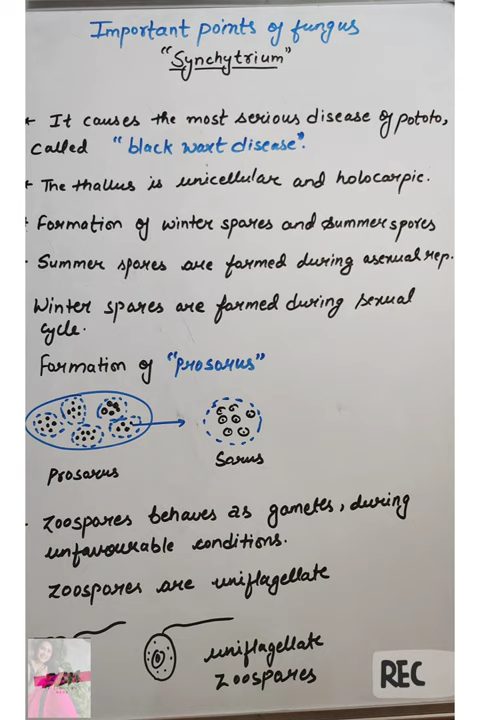 Important points of fungus
"Synchytrium"
It causes the most serious disease of pototo,
called "black wart disease".
The thallus is unicellular and holocarpic.
Formation of winter spores and summer spores
Summer spores are formed during asexual rep.
Winter spores are formed during sexual
cycle.
Formation of "prosorus"
Prosorus
Sorus
Zoospores behaves as gametes, during
unfavourable conditions.
Zoospores are uniflagellate
uniflagellate
zoospores
REC